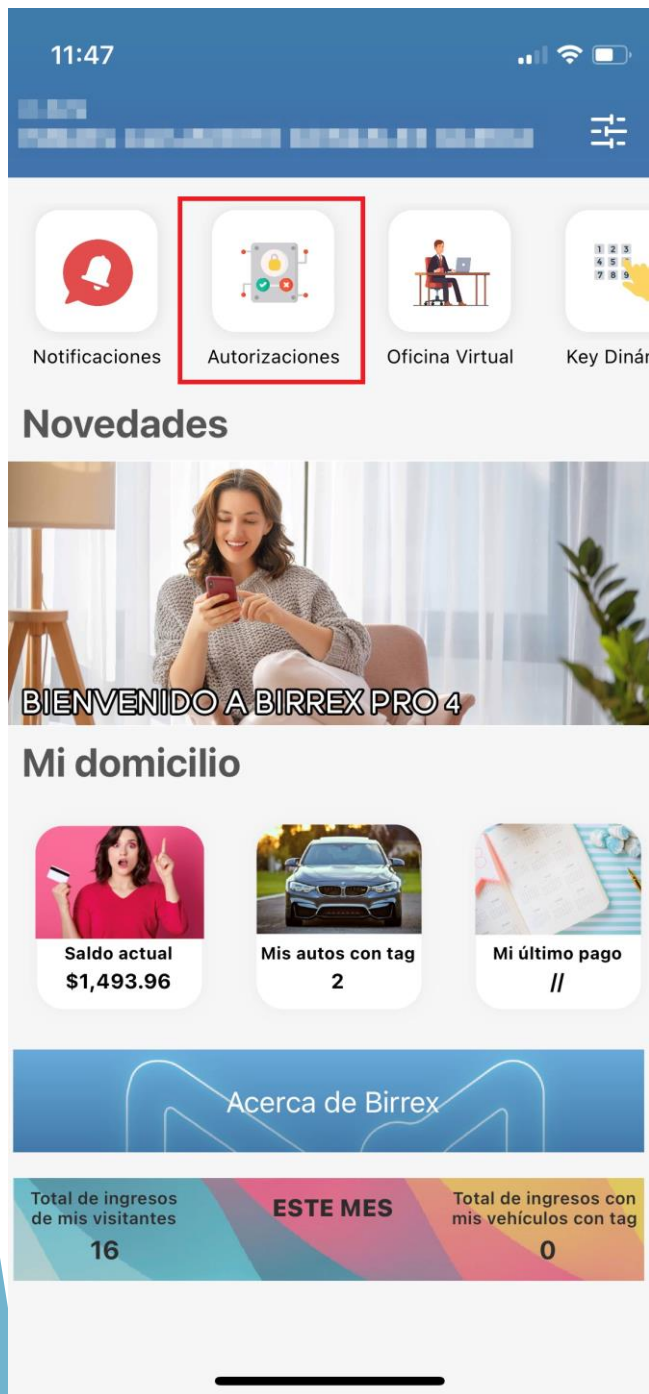 11:47
Notificaciones
Autorizaciones
Oficina Virtual
Key Dinár
Novedades
BIENVENIDO A BIRREX PRO 4
Mi domicilio
Saldo actual
$1,493.96
Mis autos con tag
2
Mi último pago
//
Acerca de Birrex
Total de ingresos
de mis visitantes
16
ESTE MES
Total de ingresos con
mis vehículos con tag
0